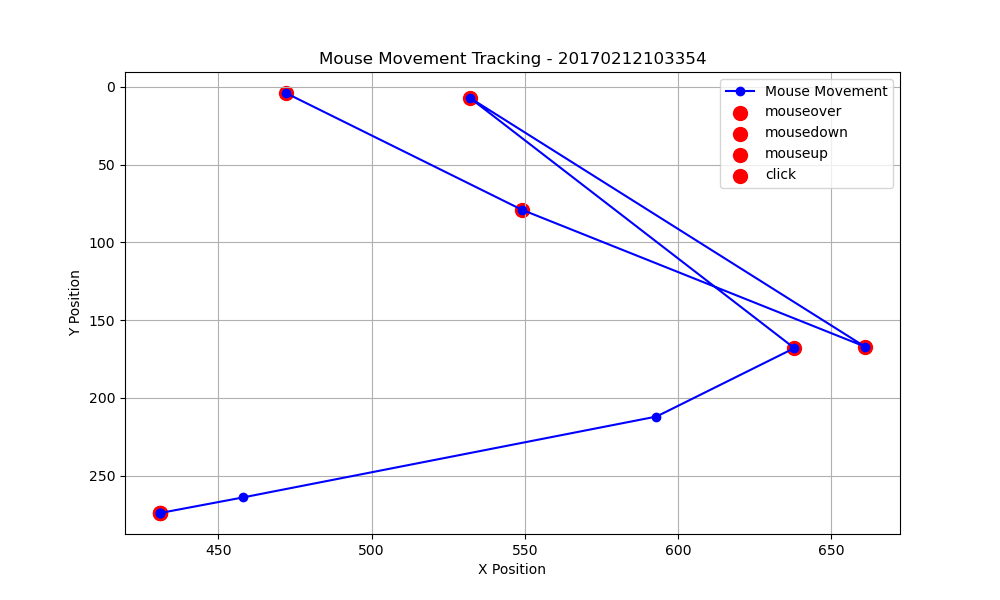 Mouse Movement Tracking - 20170212103354
Mouse Movement
mouseover
mousedown
mouseup
click
0
50
100
150
200
250
Y Position
450
500
550
600
650
X Position